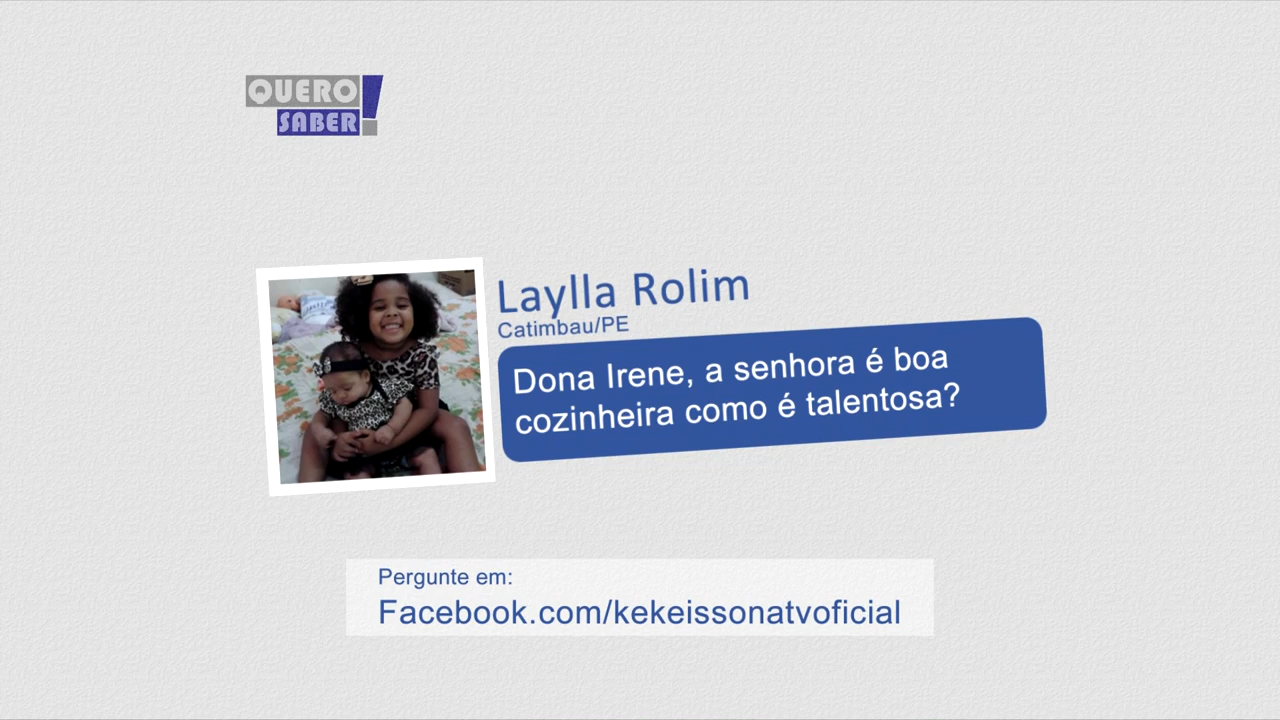 QUERO
SABER!
Laylla Rolim
Catimbau/PE
Dona Irene, a senhora é boa
cozinheira como é talentosa?
Pergunte em:
Facebook.com/kekeissonatvoficial